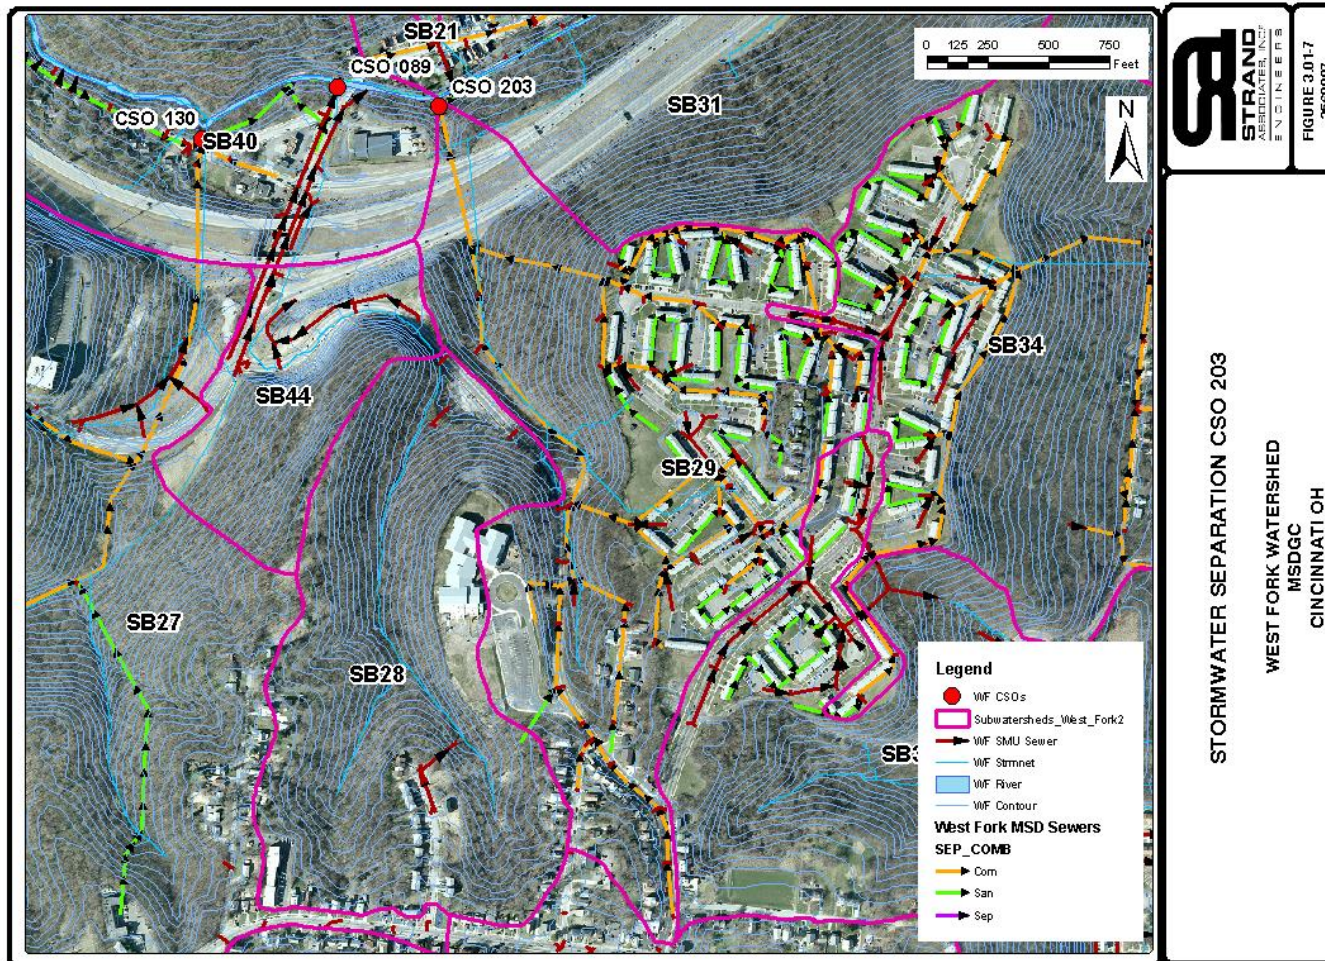 SB21
CSO 089
CSO 203
CSO 130
SB40
SB31
0 125 250 500 750
Feet
N
SB34
SB44
SB29
SB27
SB28
SB3
Legend
WF CSOs
Subwatersheds_West_Fork2
WF SMU Sewer
WF Strmnet
WF River
WF Contour
West Fork MSD Sewers
SEP_COMB
Com
San
Sep
STRAND
ASSOCIATES, INC.
ENGINEERS
FIGURE 3.01-7
STORMWATER SEPARATION CSO 203
WEST FORK WATERSHED
MSDGC
CINCINNATI OH